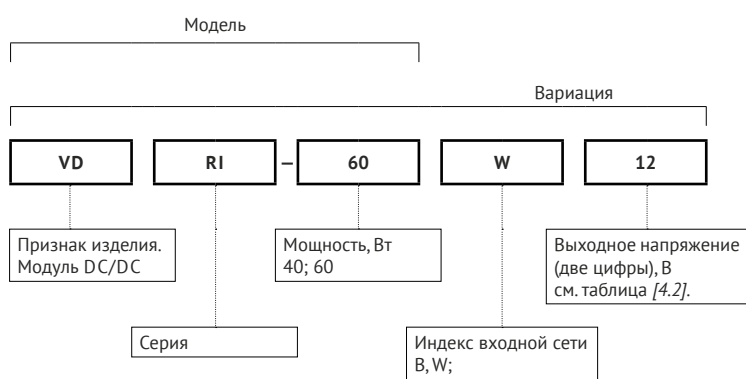 Модель
Вариация
VD RI – 60 W 12
Признак изделия.
Модуль DC/DC
Мощность, Вт
40; 60
Выходное напряжение
(две цифры), В
см. таблица [4.2].
Серия
Индекс входной сети
B, W;